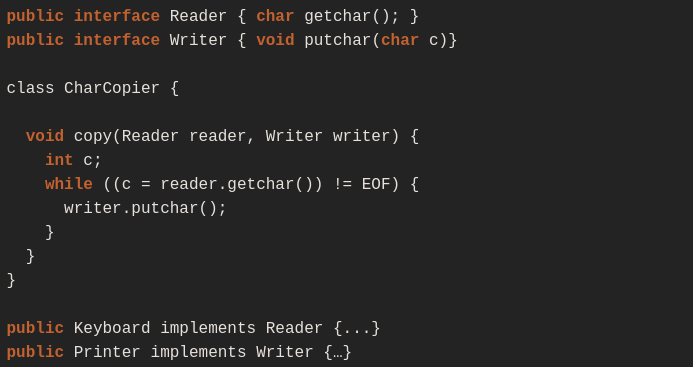 public interface Reader { char getchar(); }
public interface Writer { void putchar(char c)}
class CharCopier {
void copy(Reader reader, Writer writer) {
int c;
while ((c = reader.getchar()) != EOF) {
writer.putchar();
}
}
}
public Keyboard implements Reader {...}
public Printer implements Writer {…}